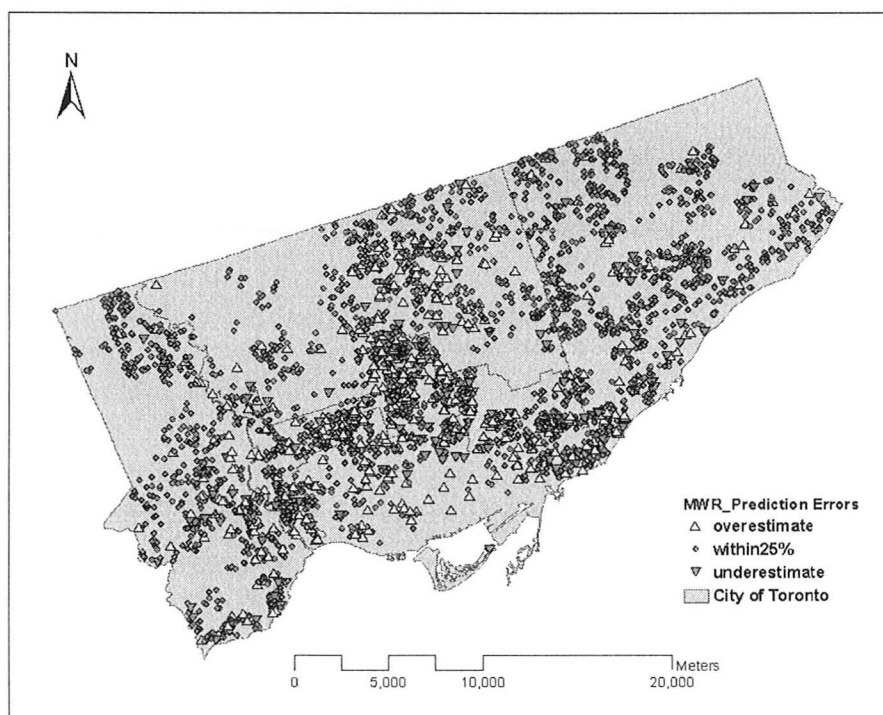 N
MWR_Prediction Errors
overestimate
within25%
underestimate
City of Toronto
Meters
0 5,000 10,000 20,000